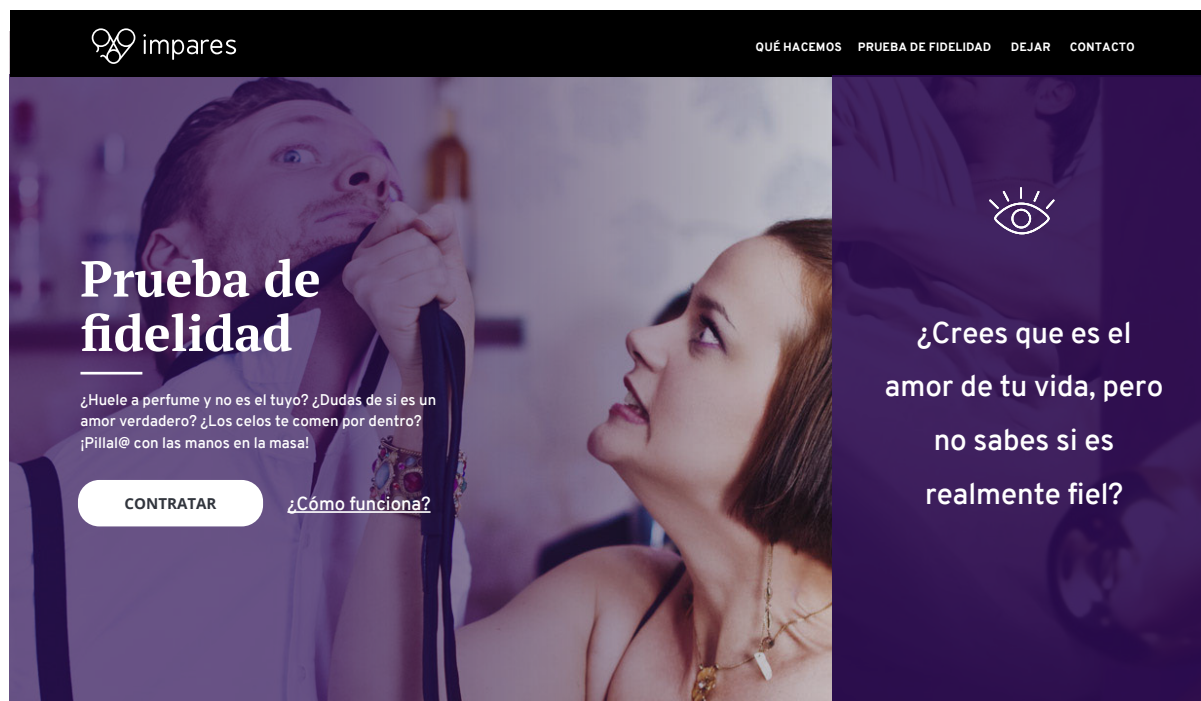 impares
QUÉ HACEMOS PRUEBA DE FIDELIDAD DEJAR CONTACTO
Prueba de
fidelidad
¿Huele a perfume y no es el tuyo? ¿Dudas de si es un
amor verdadero? ¿Los celos te comen por dentro?
¡Pillal@ con las manos en la masa!
CONTRATAR ¿Cómo funciona?
¿Crees que es el
amor de tu vida, pero
no sabes si es
realmente fiel?